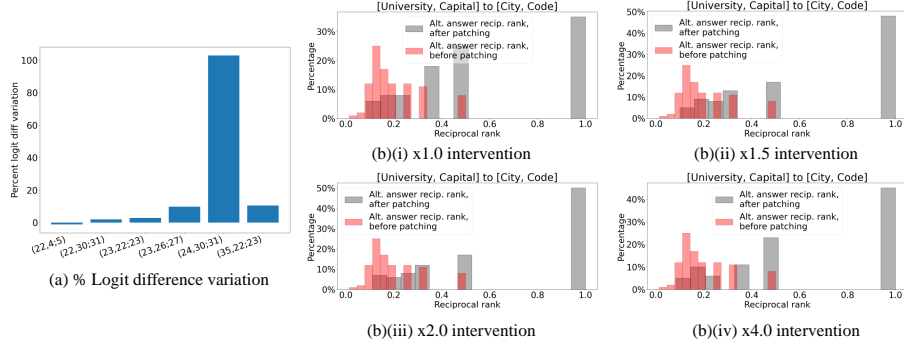 100
80
60
40
20
0
Percent logit diff variation
(22,4;5)
(22,30;31)
(23,22;23)
(23,26;27)
(24,30;31)
(35,22;23)
(a) % Logit difference variation
[University, Capital] to [City, Code]
Alt. answer recip. rank,
after patching
Alt. answer recip. rank,
before patching
Percentage
30%
20%
10%
0%
0.0 0.2 0.4 0.6 0.8 1.0
Reciprocal rank
(b)(i) x1.0 intervention
[University, Capital] to [City, Code]
Alt. answer recip. rank,
after patching
Alt. answer recip. rank,
before patching
Percentage
50%
40%
30%
20%
10%
0%
0.0 0.2 0.4 0.6 0.8 1.0
Reciprocal rank
(b)(ii) x1.5 intervention
[University, Capital] to [City, Code]
Alt. answer recip. rank,
after patching
Alt. answer recip. rank,
before patching
Percentage
50%
40%
30%
20%
10%
0%
0.0 0.2 0.4 0.6 0.8 1.0
Reciprocal rank
(b)(iii) x2.0 intervention
[University, Capital] to [City, Code]
Alt. answer recip. rank,
after patching
Alt. answer recip. rank,
before patching
Percentage
40%
30%
20%
10%
0%
0.0 0.2 0.4 0.6 0.8 1.0
Reciprocal rank
(b)(iv) x4.0 intervention